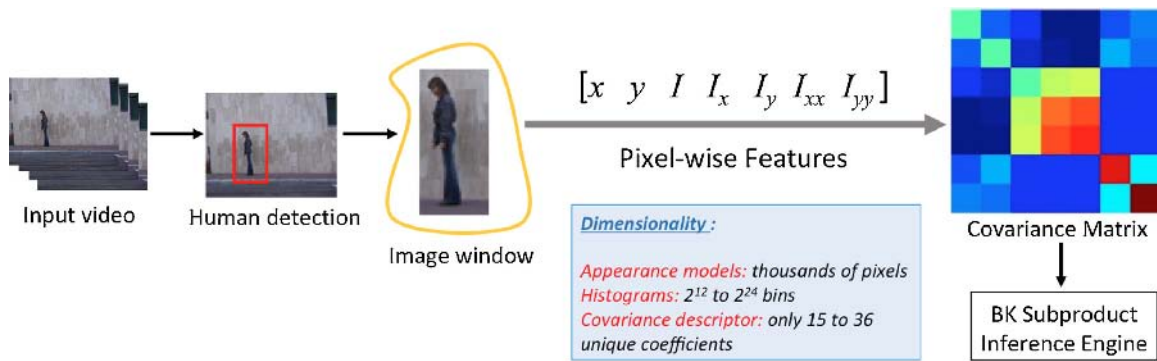 Input video
Human detection
Image window
[x y I I_x I_y I_xx I_yy]
Pixel-wise Features
Dimensionality :
Appearance models: thousands of pixels
Histograms: 2^12 to 2^24 bins
Covariance descriptor: only 15 to 36
unique coefficients
Covariance Matrix
BK Subproduct
Inference Engine